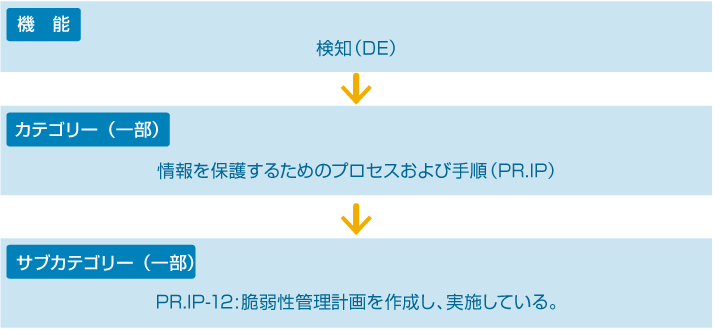 機　能
検知（DE）
カテゴリー（一部）
情報を保護するためのプロセスおよび手順（PR.IP）
サブカテゴリー（一部）
PR.IP-12：脆弱性管理計画を作成し、実施している。